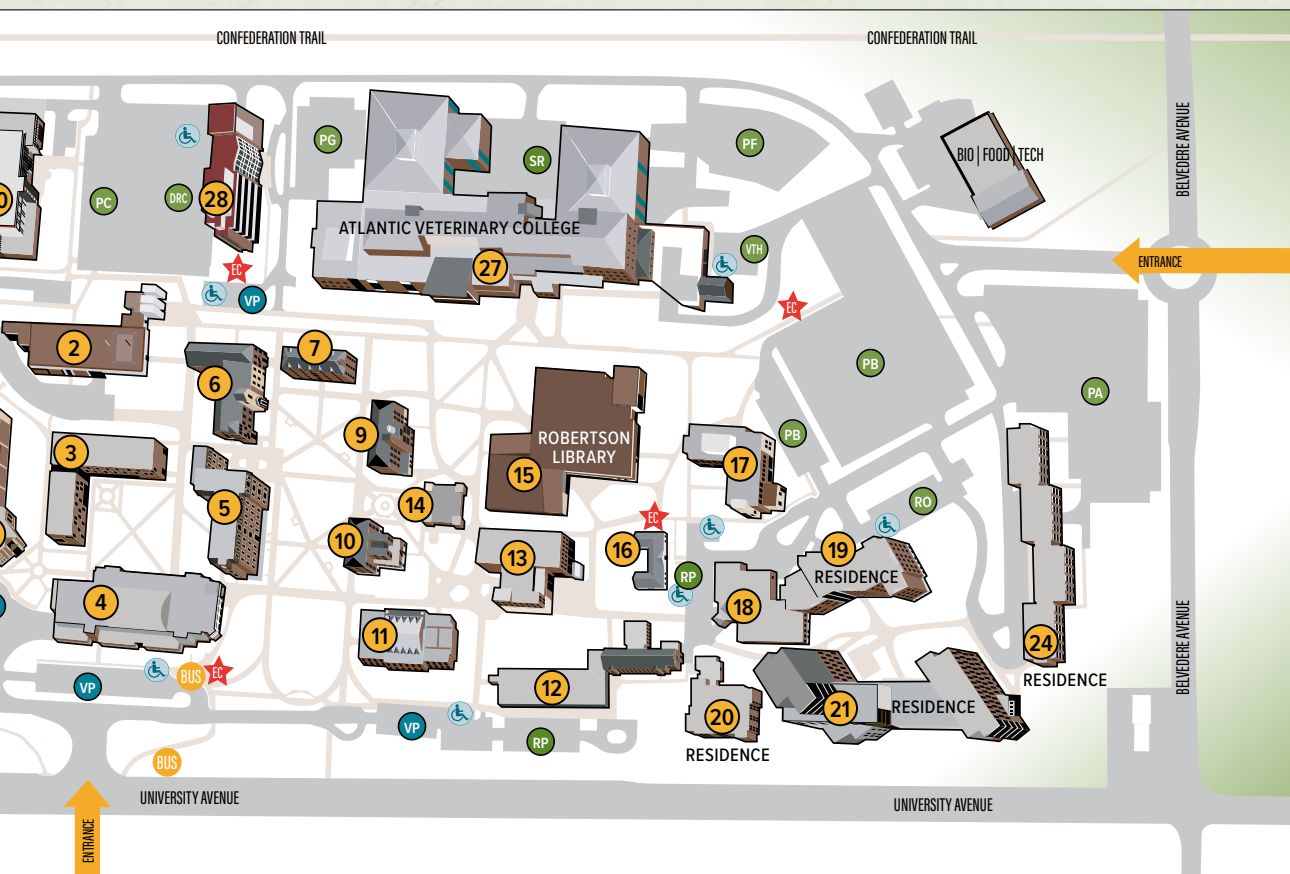 CONFEDERATION TRAIL
CONFEDERATION TRAIL
BELVEDRE AVENUE
PG
PF
BIO | FOOD | TECH
SR
0
PC
DRC
28
ATLANTIC VETERINARY COLLEGE
VTH
27
ENTRANCE
EC
VP
EC
2
7
6
PB
PA
9
PB
ROBERTSON
LIBRARY
3
17
15
5
14
RO
EC
10
16
19
13
RP
RESIDENCE
4
18
11
24
EC
BUS
RESIDENCE
BELVEDERE AVENUE
VP
12
20
21
RESIDENCE
VP
RP
RESIDENCE
BUS
UNIVERSITY AVENUE
UNIVERSITY AVENUE
ENTRANCE